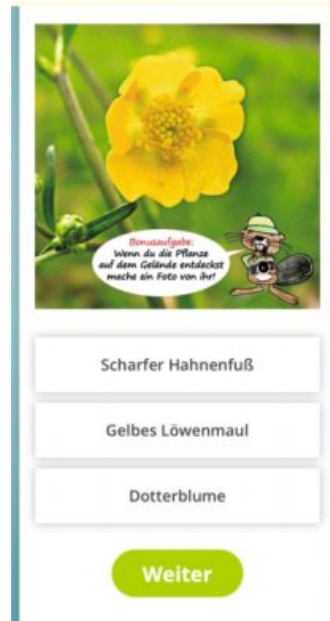 Bonusaufgabe:
Wenn du die Pflanze
auf dem Gelände entdeckst
mache ein Foto von ihr!
Scharfer Hahnenfuß
Gelbes Löwenmaul
Dotterblume
Weiter